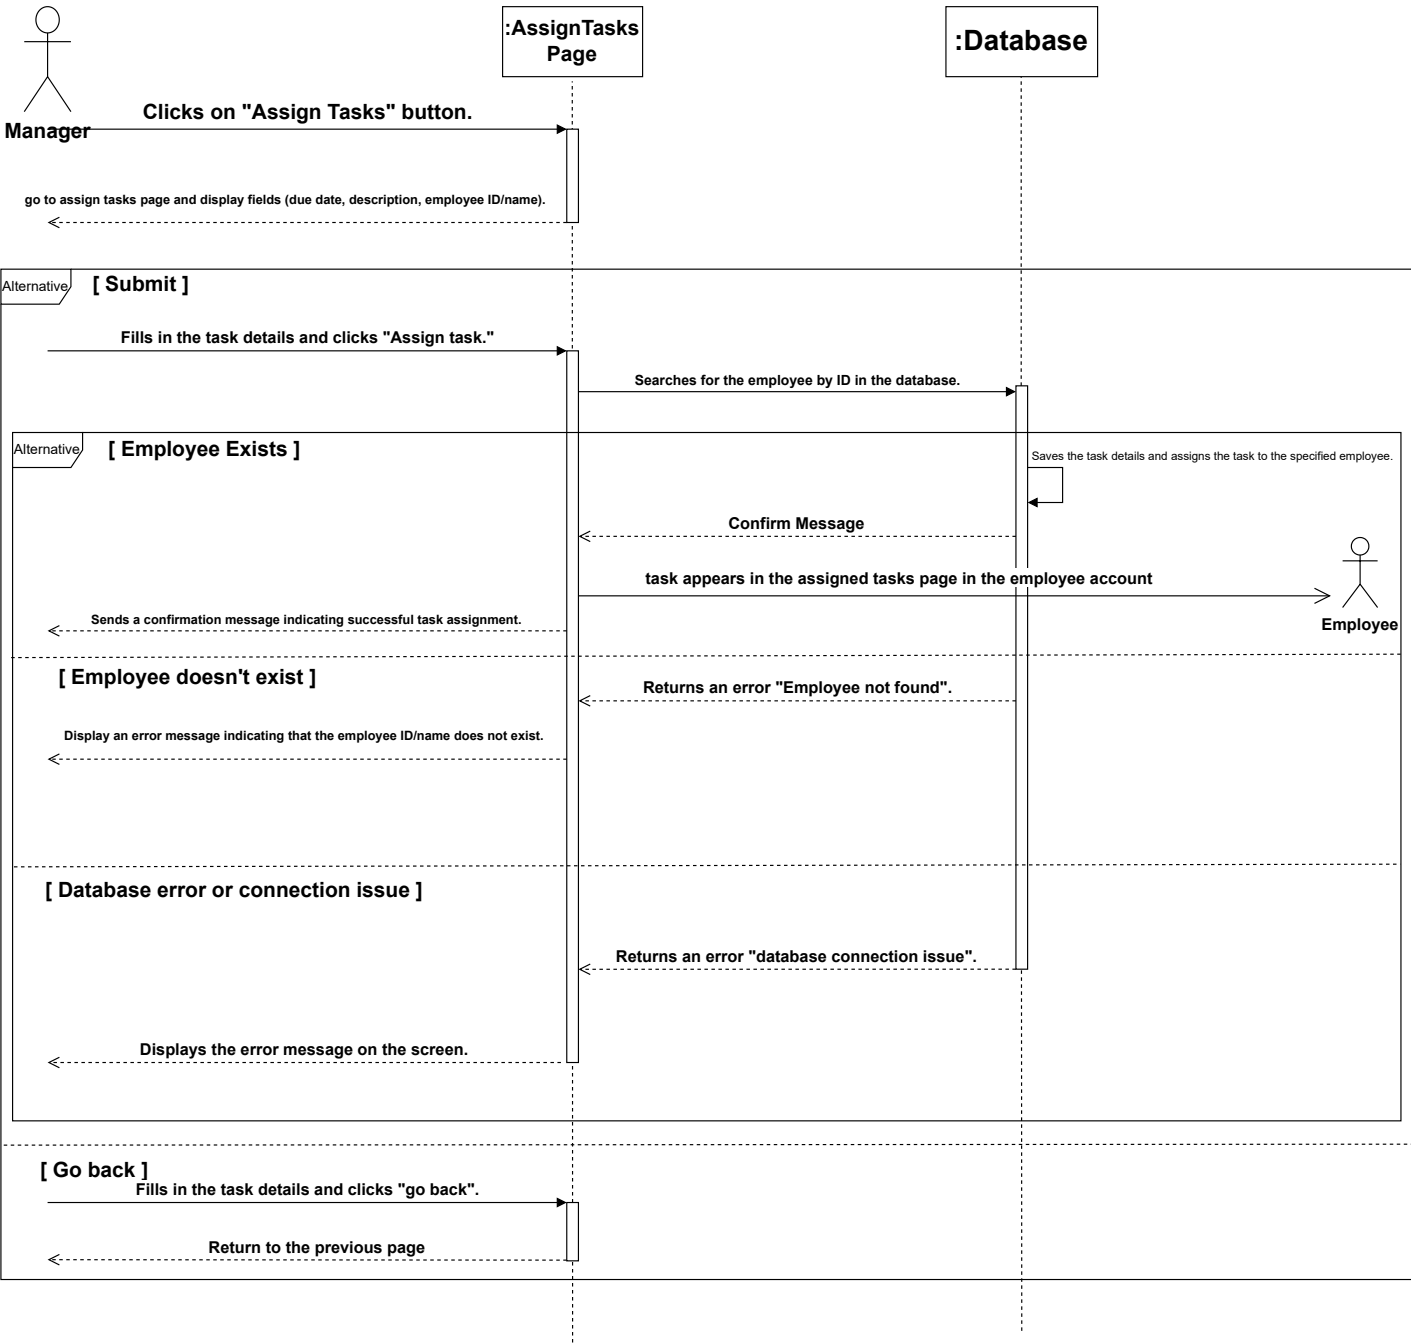 :AssignTasks
Page
:Database
Clicks on "Assign Tasks" button.
Manager
go to assign tasks page and display fields (due date, description, employee ID/name).
Alternative
[ Submit ]
Fills in the task details and clicks "Assign task."
Searches for the employee by ID in the database.
Alternative
[ Employee Exists ]
Saves the task details and assigns the task to the specified employee.
Confirm Message
task appears in the assigned tasks page in the employee account
Sends a confirmation message indicating successful task assignment.
Employee
[ Employee doesn't exist ]
Returns an error "Employee not found".
Display an error message indicating that the employee ID/name does not exist.
[ Database error or connection issue ]
Returns an error "database connection issue".
Displays the error message on the screen.
[ Go back ]
Fills in the task details and clicks "go back".
Return to the previous page